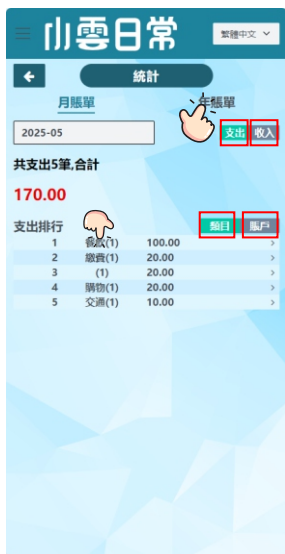 小雲日常
繁體中文
統計
月賬單 年賬單
2025-05 支出 收入
共支出5筆,合計
170.00
支出排行 類目 賬戶
1 餐飲(1) 100.00 >
2 繳費(1) 20.00 >
3 (1) 20.00 >
4 購物(1) 20.00 >
5 交通(1) 10.00 >